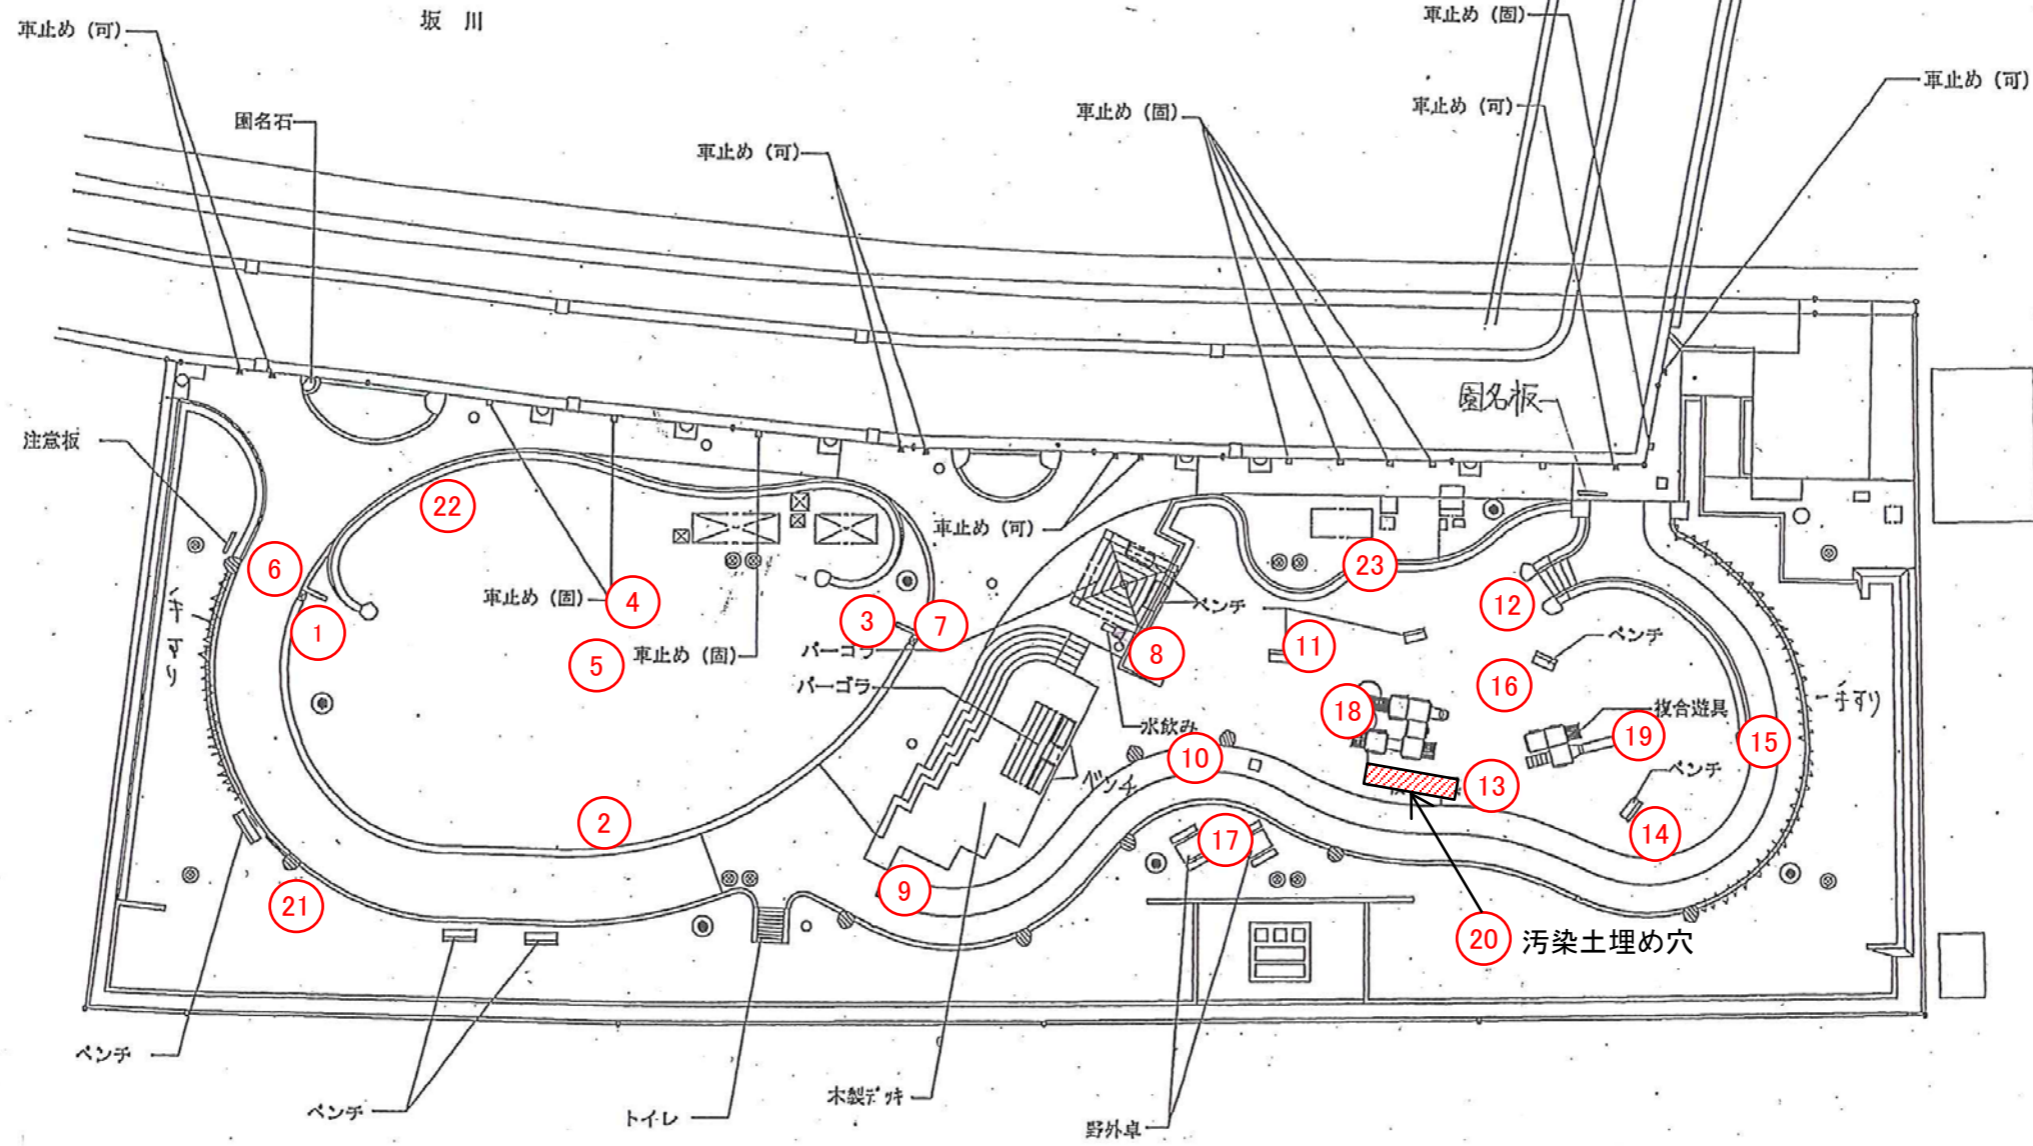 坂 川
車止め (固)
車止め (可)
車止め (可)
車止め (可)
車止め (固)
園名石
車止め (可)
園名板
注意板
22
車止め (可)
23
6
4
車止め (固)
12
ベンチ
3
7
1
11
ベンチ
8
車止め (固)
5
パーゴラ
手すり
16
パーゴラ
手すり
複合遊具
18
水飲み
19
15
10
ベンチ
13
ベンチ
2
14
17
9
21
20 汚染土埋め穴
ベンチ
木製デッキ
ベンチ
トイレ
野外卓